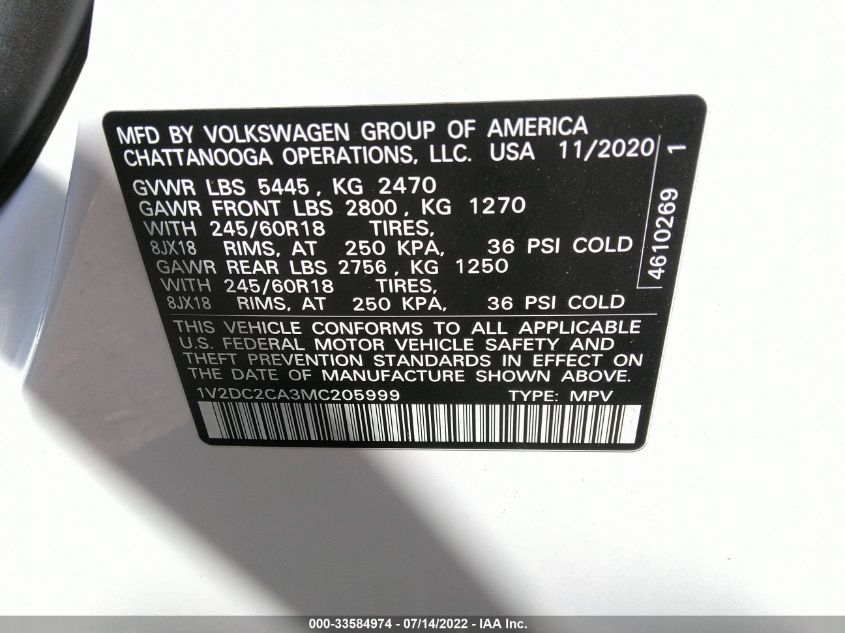 MFD BY VOLKSWAGEN GROUP OF AMERICA
CHATTANOOGA OPERATIONS, LLC. USA 11/2020
GVWR LBS 5445, KG 2470
GAWR FRONT LBS 2800, KG 1270
WITH 245/60R18 TIRES,
8JX18 RIMS, AT 250 KPA, 36 PSI COLD
GAWR REAR LBS 2756, KG 1250
WITH 245/60R18 TIRES,
8JX18 RIMS, AT 250 KPA, 36 PSI COLD
THIS VEHICLE CONFORMS TO ALL APPLICABLE
U.S. FEDERAL MOTOR VEHICLE SAFETY AND
THEFT PREVENTION STANDARDS IN EFFECT ON
THE DATE OF MANUFACTURE SHOWN ABOVE.
1V2DC2CA3MC205999 TYPE: MPV
4610269 1
000-33584974 - 07/14/2022 - IAA Inc.